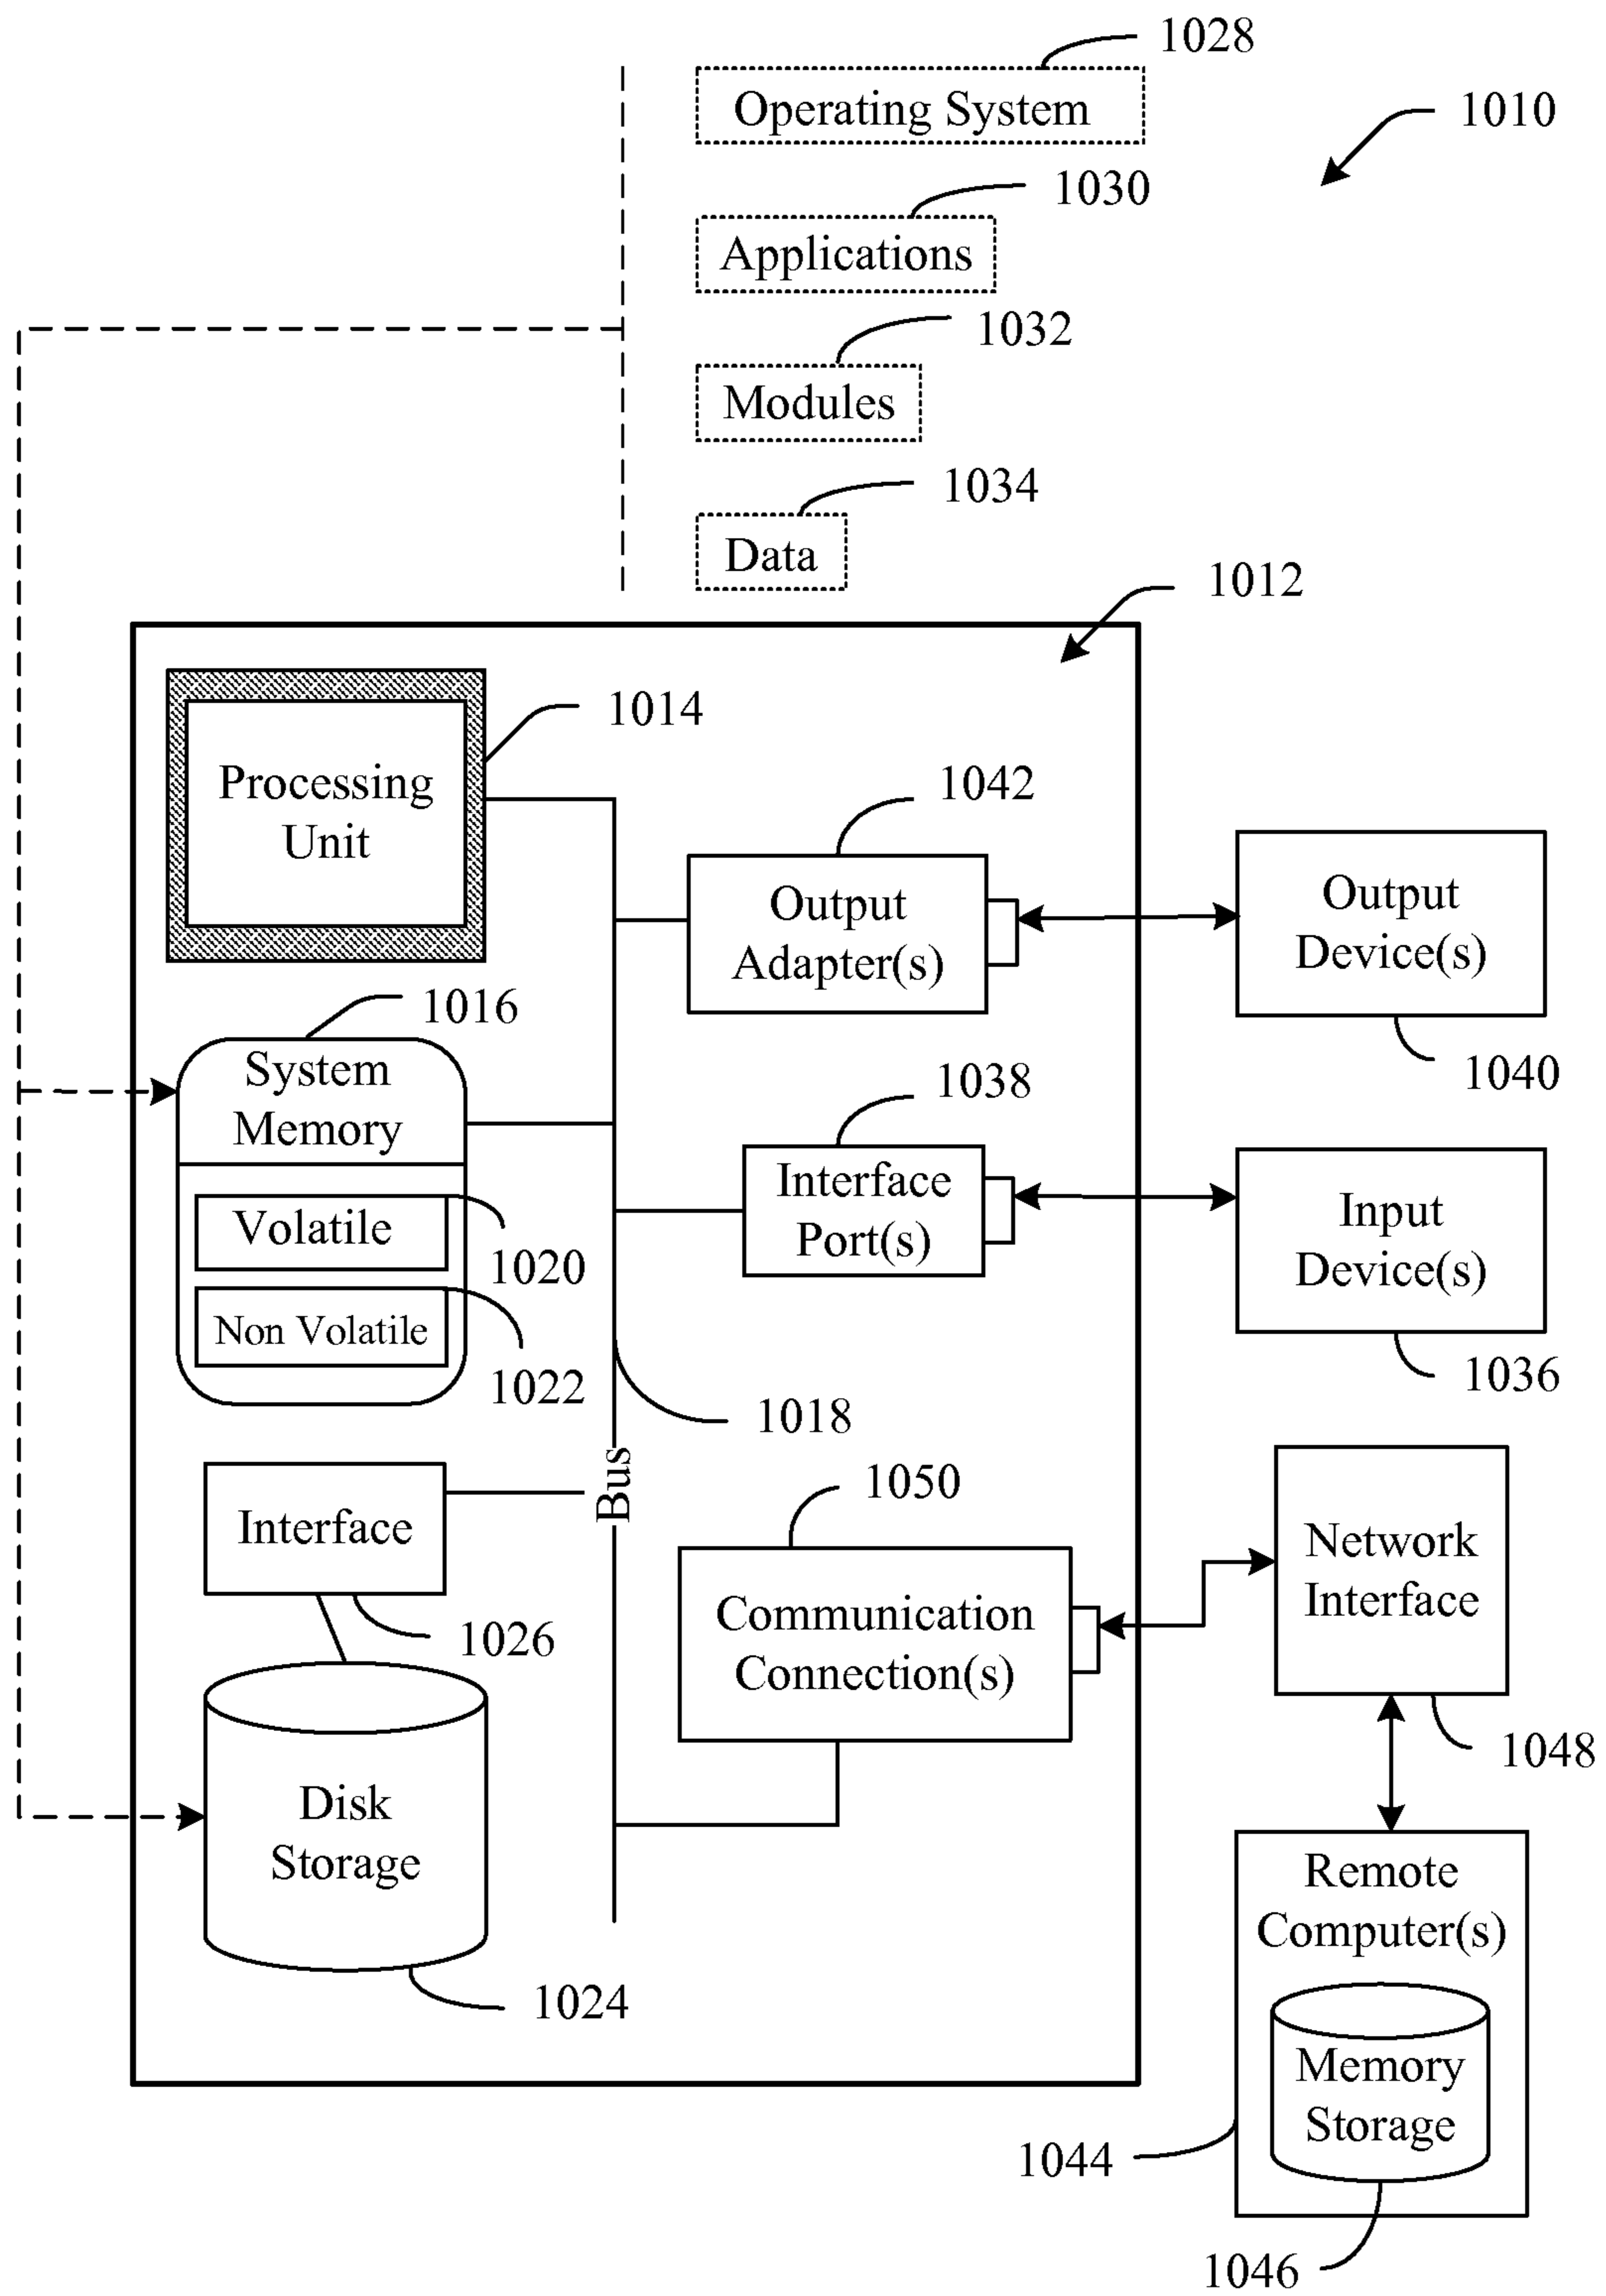 1028
Operating System
1010
1030
Applications
1032
Modules
1034
Data
1012
1014
Processing
Unit
1042
Output
Adapter(s)
Output
Device(s)
1040
1016
System
Memory
1038
Interface
Port(s)
Input
Device(s)
1036
Volatile
1020
Non Volatile
1022
1018
Bus
1050
Interface
1026
Communication
Connection(s)
Network
Interface
1048
Disk
Storage
1024
Remote
Computer(s)
Memory
Storage
1044
1046